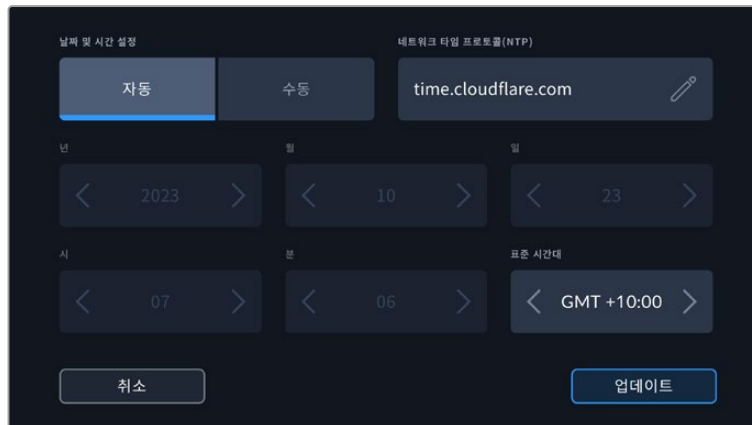 날짜 및 시간 설정
네트워크 타임 프로토콜(NTP)
자동
수동
time.cloudflare.com
년
월
일
2023
10
23
시
분
표준 시간대
07
06
GMT +10:00
취소
업데이트